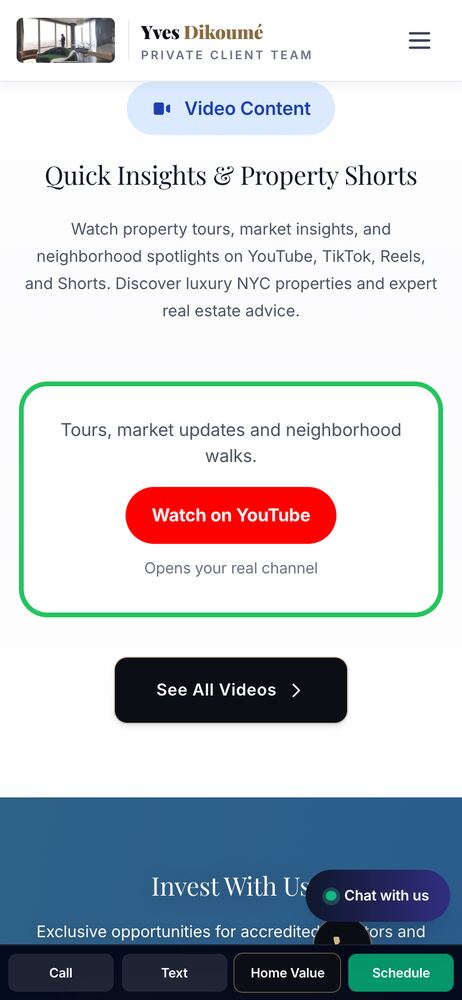 Yves Dikoumé
PRIVATE CLIENT TEAM
Video Content
Quick Insights & Property Shorts
Watch property tours, market insights, and
neighborhood spotlights on YouTube, TikTok, Reels,
and Shorts. Discover luxury NYC properties and expert
real estate advice.
Tours, market updates and neighborhood
walks.
Watch on YouTube
Opens your real channel
See All Videos
Invest With Us
Chat with us
Exclusive opportunities for accredited and
Call
Text
Home Value
Schedule